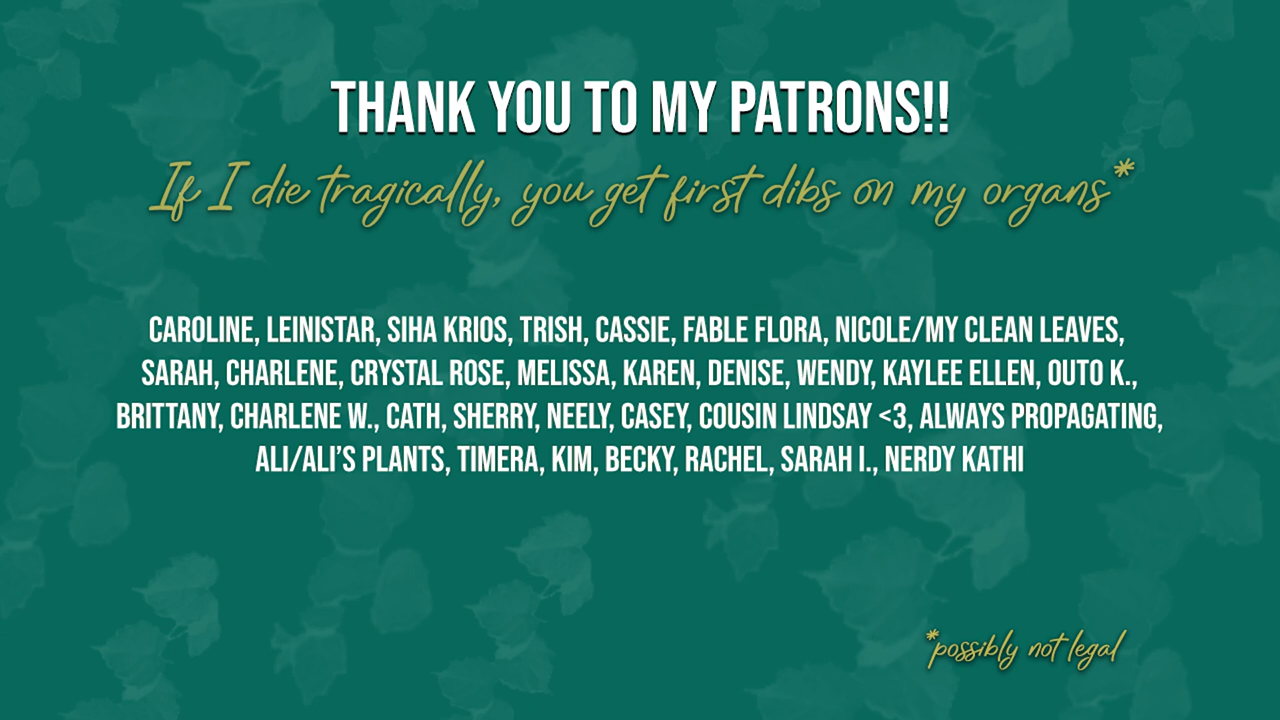 THANK YOU TO MY PATRONS!!
If I die tragically, you get first dibs on my organs*
CAROLINE, LEINISTAR, SIHA KRIOS, TRISH, CASSIE, FABLE FLORA, NICOLE/MY CLEAN LEAVES,
SARAH, CHARLENE, CRYSTAL ROSE, MELISSA, KAREN, DENISE, WENDY, KAYLEE ELLEN, OUTO K.,
BRITTANY, CHARLENE W., CATH, SHERRY, NEELY, CASEY, COUSIN LINDSAY <3, ALWAYS PROPAGATING,
ALI/ALI'S PLANTS, TIMERA, KIM, BECKY, RACHEL, SARAH I., NERDY KATHI
*possibly not legal